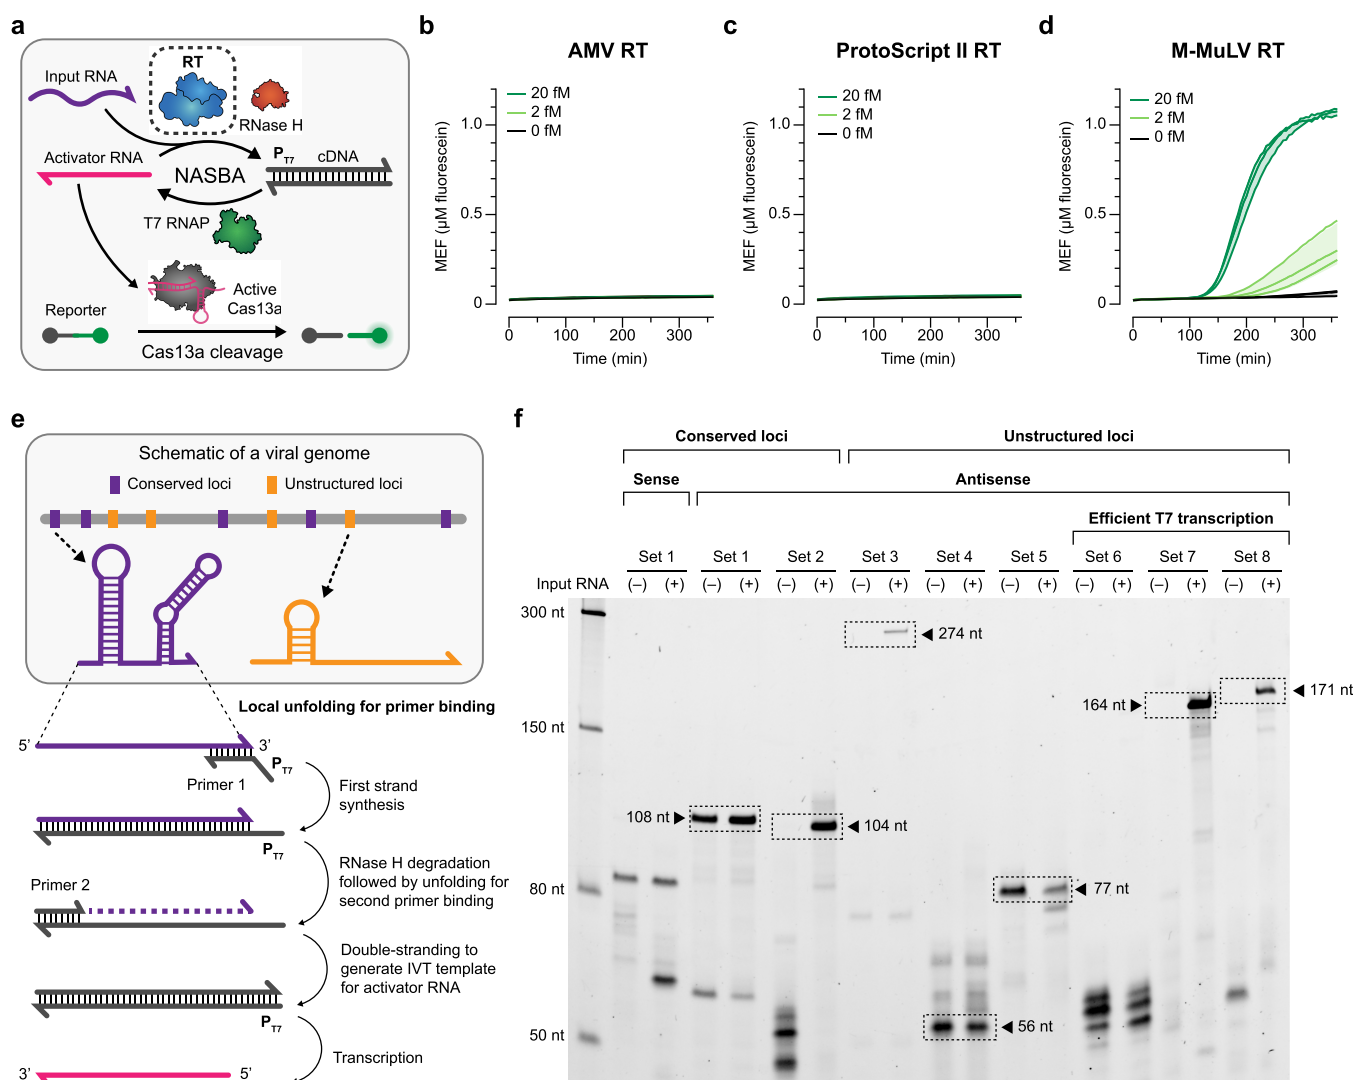 a
Input RNA
RT
RNase H
Activator RNA
PT7
cDNA
NASBA
T7 RNAP
Active
Cas13a
Reporter
Cas13a cleavage
b
AMV RT
20 fM
2 fM
0 fM
MEF (µM fluorescein)
1.0
0.5
0
0
100
200
300
Time (min)
c
ProtoScript II RT
20 fM
2 fM
0 fM
MEF (µM fluorescein)
1.0
0.5
0
0
100
200
300
Time (min)
d
M-MuLV RT
20 fM
2 fM
0 fM
MEF (µM fluorescein)
1.0
0.5
0
0
100
200
300
Time (min)
e
Schematic of a viral genome
Conserved loci
Unstructured loci
Local unfolding for primer binding
5’
3’
PT7
Primer 1
First strand
synthesis
PT7
RNase H degradation
followed by unfolding for
second primer binding
Primer 2
Double-stranding to
generate IVT template
for activator RNA
PT7
Transcription
3’
5’
f
Conserved loci
Unstructured loci
Sense
Antisense
Efficient T7 transcription
Set 1
Set 1
Set 2
Set 3
Set 4
Set 5
Set 6
Set 7
Set 8
Input RNA
(–)
(+)
(–)
(+)
(–)
(+)
(–)
(+)
(–)
(+)
(–)
(+)
(–)
(+)
(–)
(+)
(–)
(+)
300 nt
274 nt
171 nt
164 nt
150 nt
108 nt
104 nt
80 nt
77 nt
56 nt
50 nt